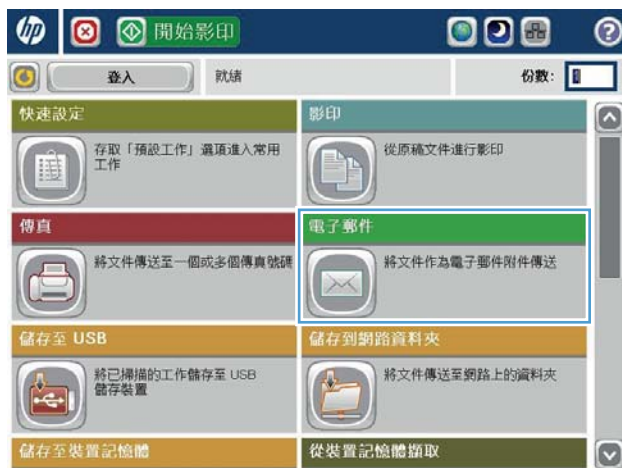 hp
開始影印
?
登入
就緒
份數:
快速設定
存取「預設工作」選項進入常用
工作
影印
從原稿文件進行影印
傳真
將文件傳送至一個或多個傳真號碼
電子郵件
將文件作為電子郵件附件傳送
儲存至 USB
將已掃描的工作儲存至 USB
儲存裝置
儲存到網路資料夾
將文件傳送至網路上的資料夾
儲存至裝置記憶體
從裝置記憶體擷取